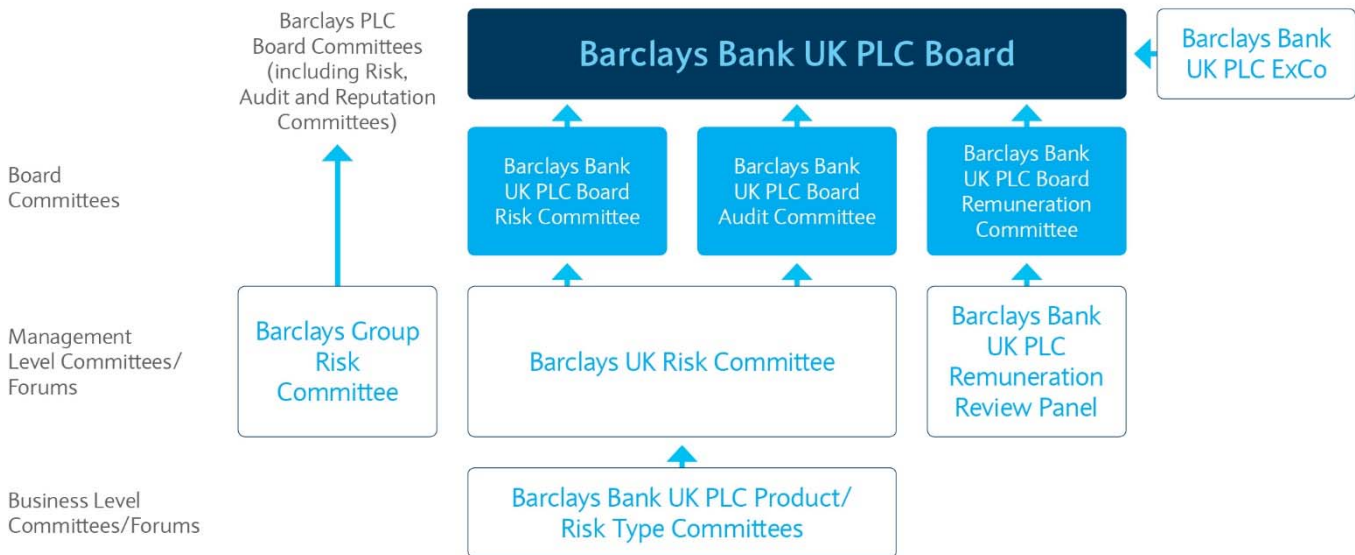 Barclays PLC
Board Committees
(including Risk,
Audit and Reputation
Committees)
Barclays Bank UK PLC Board
Barclays Bank
UK PLC ExCo
Board
Committees
Barclays Bank
UK PLC Board
Risk Committee
Barclays Bank
UK PLC Board
Audit Committee
Barclays Bank
UK PLC Board
Remuneration
Committee
Management
Level Committees/
Forums
Barclays Group
Risk
Committee
Barclays UK Risk Committee
Barclays Bank
UK PLC
Remuneration
Review Panel
Business Level
Committees/Forums
Barclays Bank UK PLC Product/
Risk Type Committees